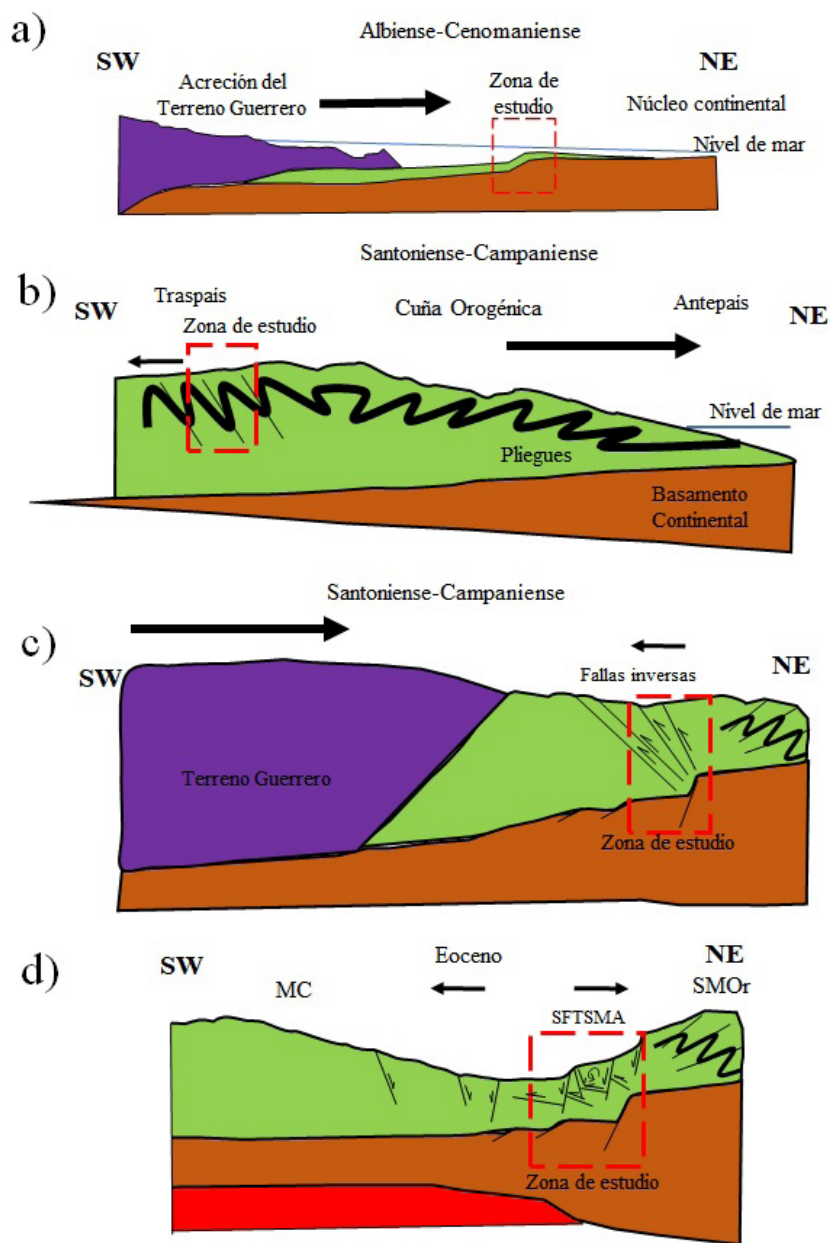 a)
Albiense-Cenomaniense
SW
NE
Acreción del
Terreno Guerrero
Zona de
estudio
Núcleo continental
Nivel de mar
Santoniense-Campaniense
b)
SW
Traspaís
Zona de estudio
Cuña Orogénica
Antepaís
NE
Nivel de mar
Pliegues
Basamento
Continental
Santoniense-Campaniense
c)
SW
Fallas inversas
NE
Terreno Guerrero
Zona de estudio
d)
SW
Eoceno
NE
MC
SMOr
SFTSMA
Zona de estudio